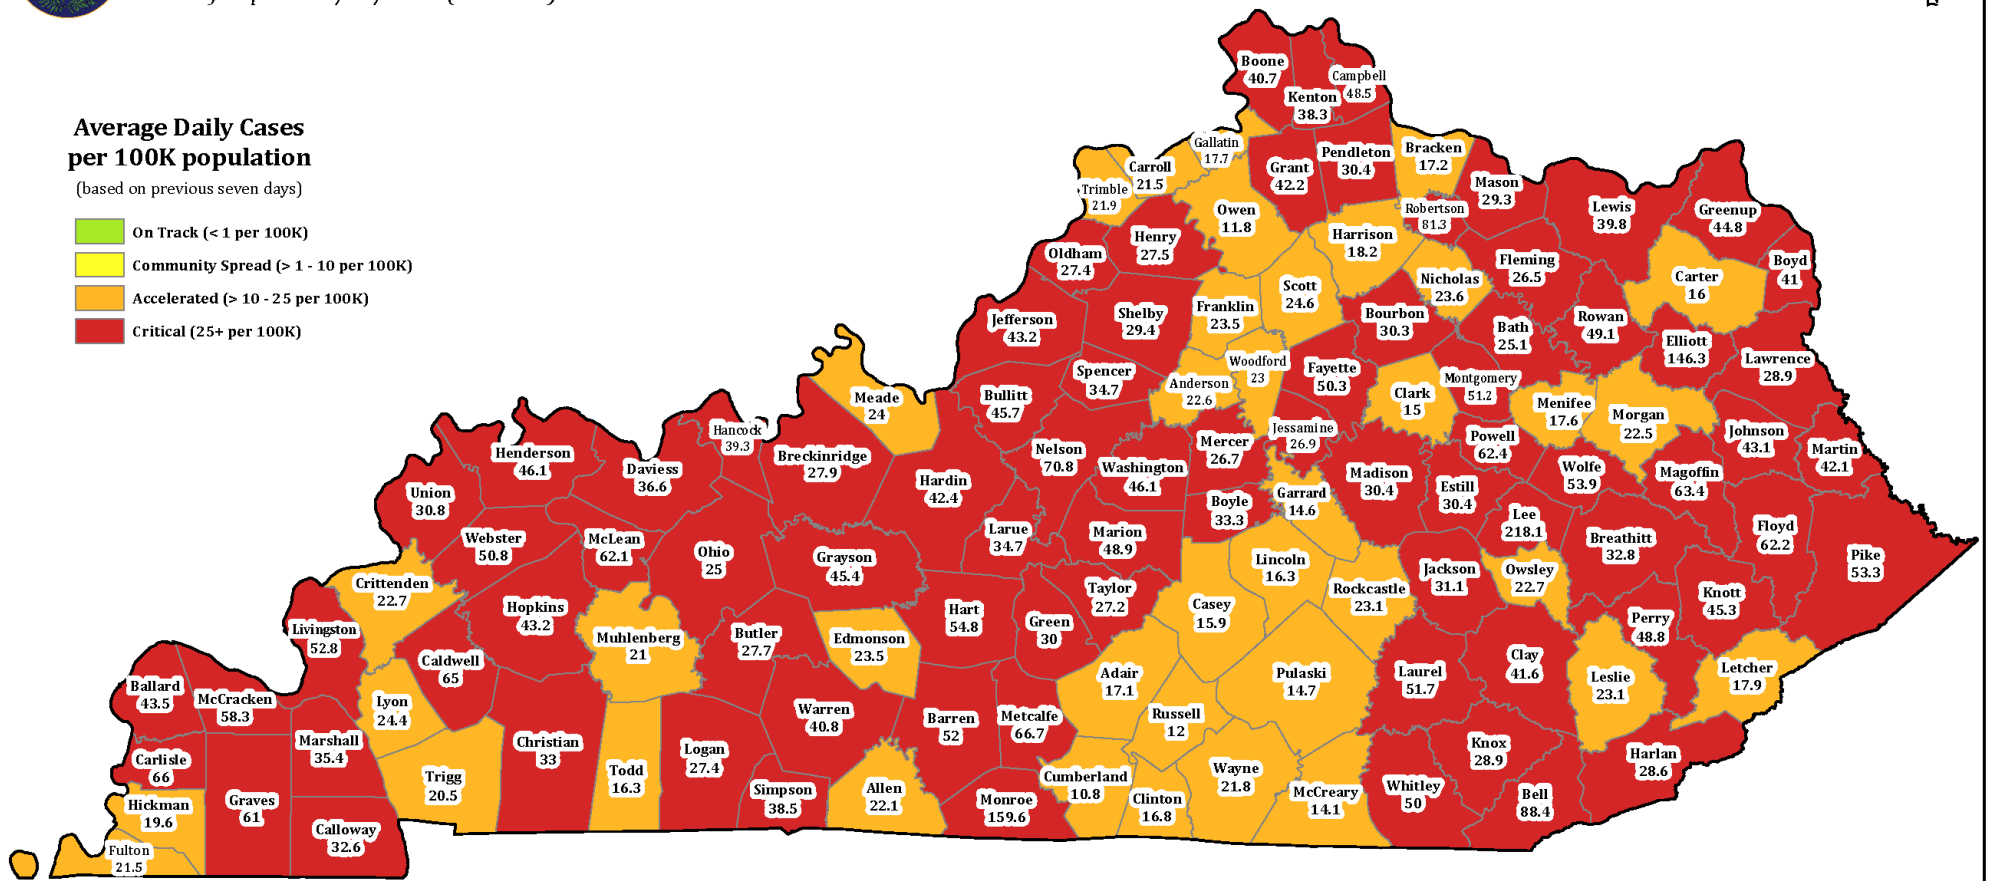 Average Daily Cases
per 100K population
(based on previous seven days)
On Track (< 1 per 100K)
Community Spread (> 1 - 10 per 100K)
Accelerated (> 10 - 25 per 100K)
Critical (25+ per 100K)
Boone
40.7
Campbell
48.5
Kenton
38.3
Gallatin
17.7
Carroll
21.5
Trimble
21.9
Grant
42.2
Pendleton
30.4
Bracken
17.2
Mason
29.3
Robertson
81.3
Lewis
39.8
Greenup
44.8
Boyd
41
Carter
16
Owen
11.8
Henry
27.5
Oldham
27.4
Harrison
18.2
Nicholas
23.6
Fleming
26.5
Scott
24.6
Franklin
23.5
Shelby
29.4
Jefferson
43.2
Bourbon
30.3
Bath
25.1
Rowan
49.1
Elliott
146.3
Lawrence
28.9
Spencer
34.7
Anderson
22.6
Woodford
23
Fayette
50.3
Clark
15
Montgomery
51.2
Menifee
17.6
Morgan
22.5
Johnson
43.1
Martin
42.1
Meade
24
Bullitt
45.7
Hancock
39.3
Breckinridge
27.9
Henderson
46.1
Daviess
36.6
Union
30.8
Hardin
42.4
Nelson
70.8
Washington
46.1
Mercer
26.7
Jessamine
26.9
Madison
30.4
Powell
62.4
Estill
30.4
Wolfe
53.9
Magoffin
63.4
Boyle
33.3
Garrard
14.6
Lee
218.1
Breathitt
32.8
Floyd
62.2
Pike
53.3
Webster
50.8
McLean
62.1
Ohio
25
Grayson
45.4
Larue
34.7
Marion
48.9
Lincoln
16.3
Rockcastle
23.1
Jackson
31.1
Owsley
22.7
Knott
45.3
Perry
48.8
Crittenden
22.7
Hopkins
43.2
Livingston
52.8
Caldwell
65
Muhlenberg
21
Butler
27.7
Edmonson
23.5
Hart
54.8
Green
30
Taylor
27.2
Casey
15.9
Adair
17.1
Pulaski
14.7
Laurel
51.7
Clay
41.6
Leslie
23.1
Letcher
17.9
Ballard
43.5
McCracken
58.3
Lyon
24.4
Marshall
35.4
Carlisle
66
Hickman
19.6
Graves
61
Calloway
32.6
Fulton
21.5
Trigg
20.5
Christian
33
Todd
16.3
Logan
27.4
Warren
40.8
Simpson
38.5
Allen
22.1
Barren
52
Metcalfe
66.7
Monroe
159.6
Cumberland
10.8
Russell
12
Clinton
16.8
Wayne
21.8
McCreary
14.1
Whitley
50
Knox
28.9
Bell
88.4
Harlan
28.6